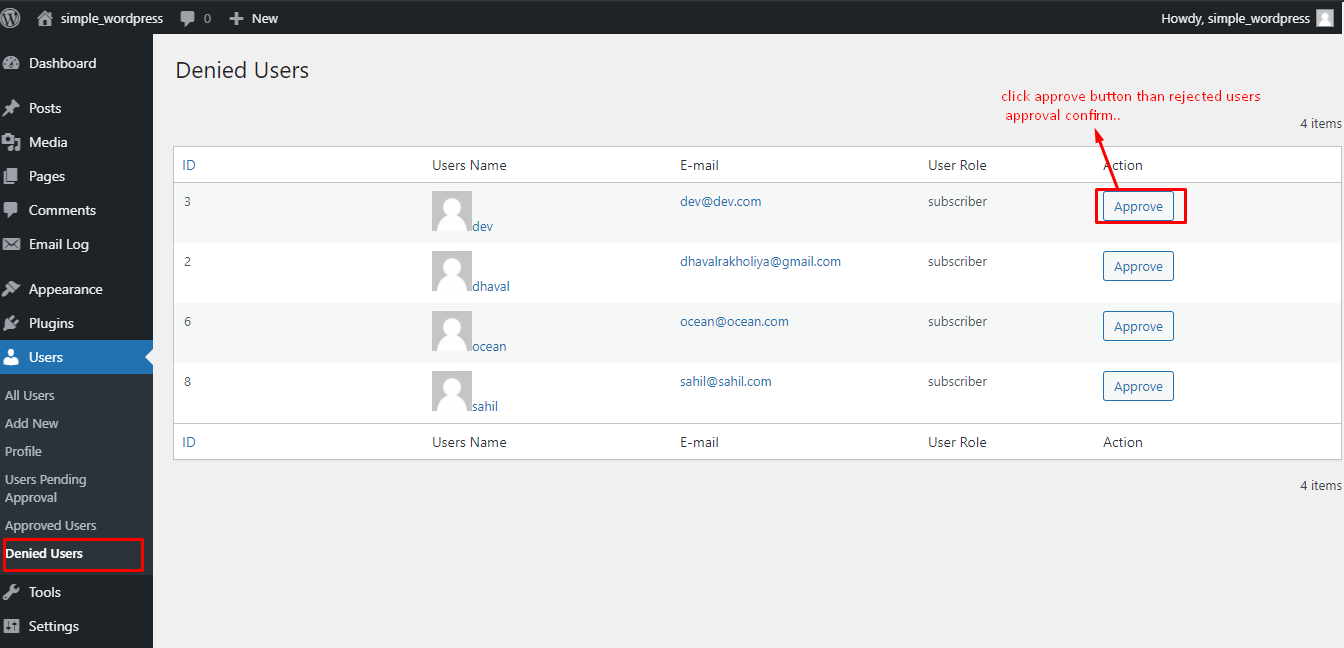 simple_wordpress
0
New
Howdy, simple_wordpress
Dashboard
Posts
Media
Pages
Comments
Email Log
Appearance
Plugins
Users
All Users
Add New
Profile
Users Pending
Approval
Approved Users
Denied Users
Tools
Settings
Denied Users
click approve button than rejected users
approval confirm..
4 items
ID Users Name E-mail User Role Action
3 dev dev@dev.com subscriber Approve
2 dhaval dhavalrakholiya@gmail.com subscriber Approve
6 ocean ocean@ocean.com subscriber Approve
8 sahil sahil@sahil.com subscriber Approve
ID Users Name E-mail User Role Action
4 items